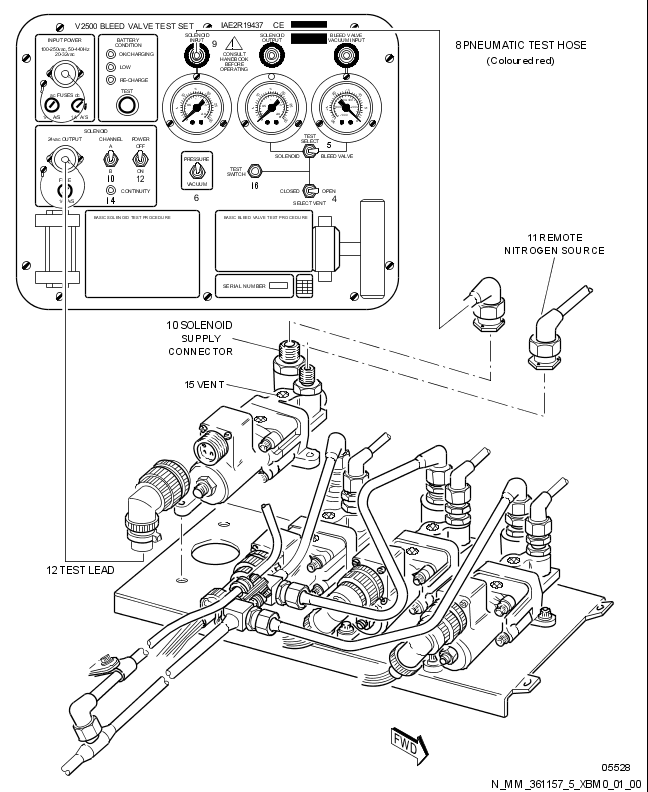 V2500 BLEED VALVE TEST SET IAE2R19437 CE
INPUT POWER
100-250vac, 50-440Hz
20-32vdc
FUSES dc
A/S 1A A/S
BATTERY
CONDITION
ON CHARGING
LOW
RE-CHARGE
TEST
SOLENOID
INPUT
9
CONSULT
HANDBOOK
BEFORE
OPERATING
SOLENOID
OUTPUT
BLEED VALVE
VACUUM INPUT
8 PNEUMATIC TEST HOSE
(Coloured red)
SOLENOID
24vdc OUTPUT
CHANNEL
A
B
10
POWER
OFF
ON
12
CONTINUITY
14
A/S
PRESSURE
VACUUM
6
TEST
SELECT
5
SOLENOID BLEED VALVE
TEST
SWITCH
16
CLOSED OPEN
SELECT VENT 4
BASIC SOLENOID TEST PROCEDURE
BASIC BLEED VALVE TEST PROCEDURE
SERIAL NUMBER
11 REMOTE
NITROGEN SOURCE
10 SOLENOID
SUPPLY
CONNECTOR
15 VENT
12 TEST LEAD
FWD
05528
N_MM_361157_5_XBM0_01_00